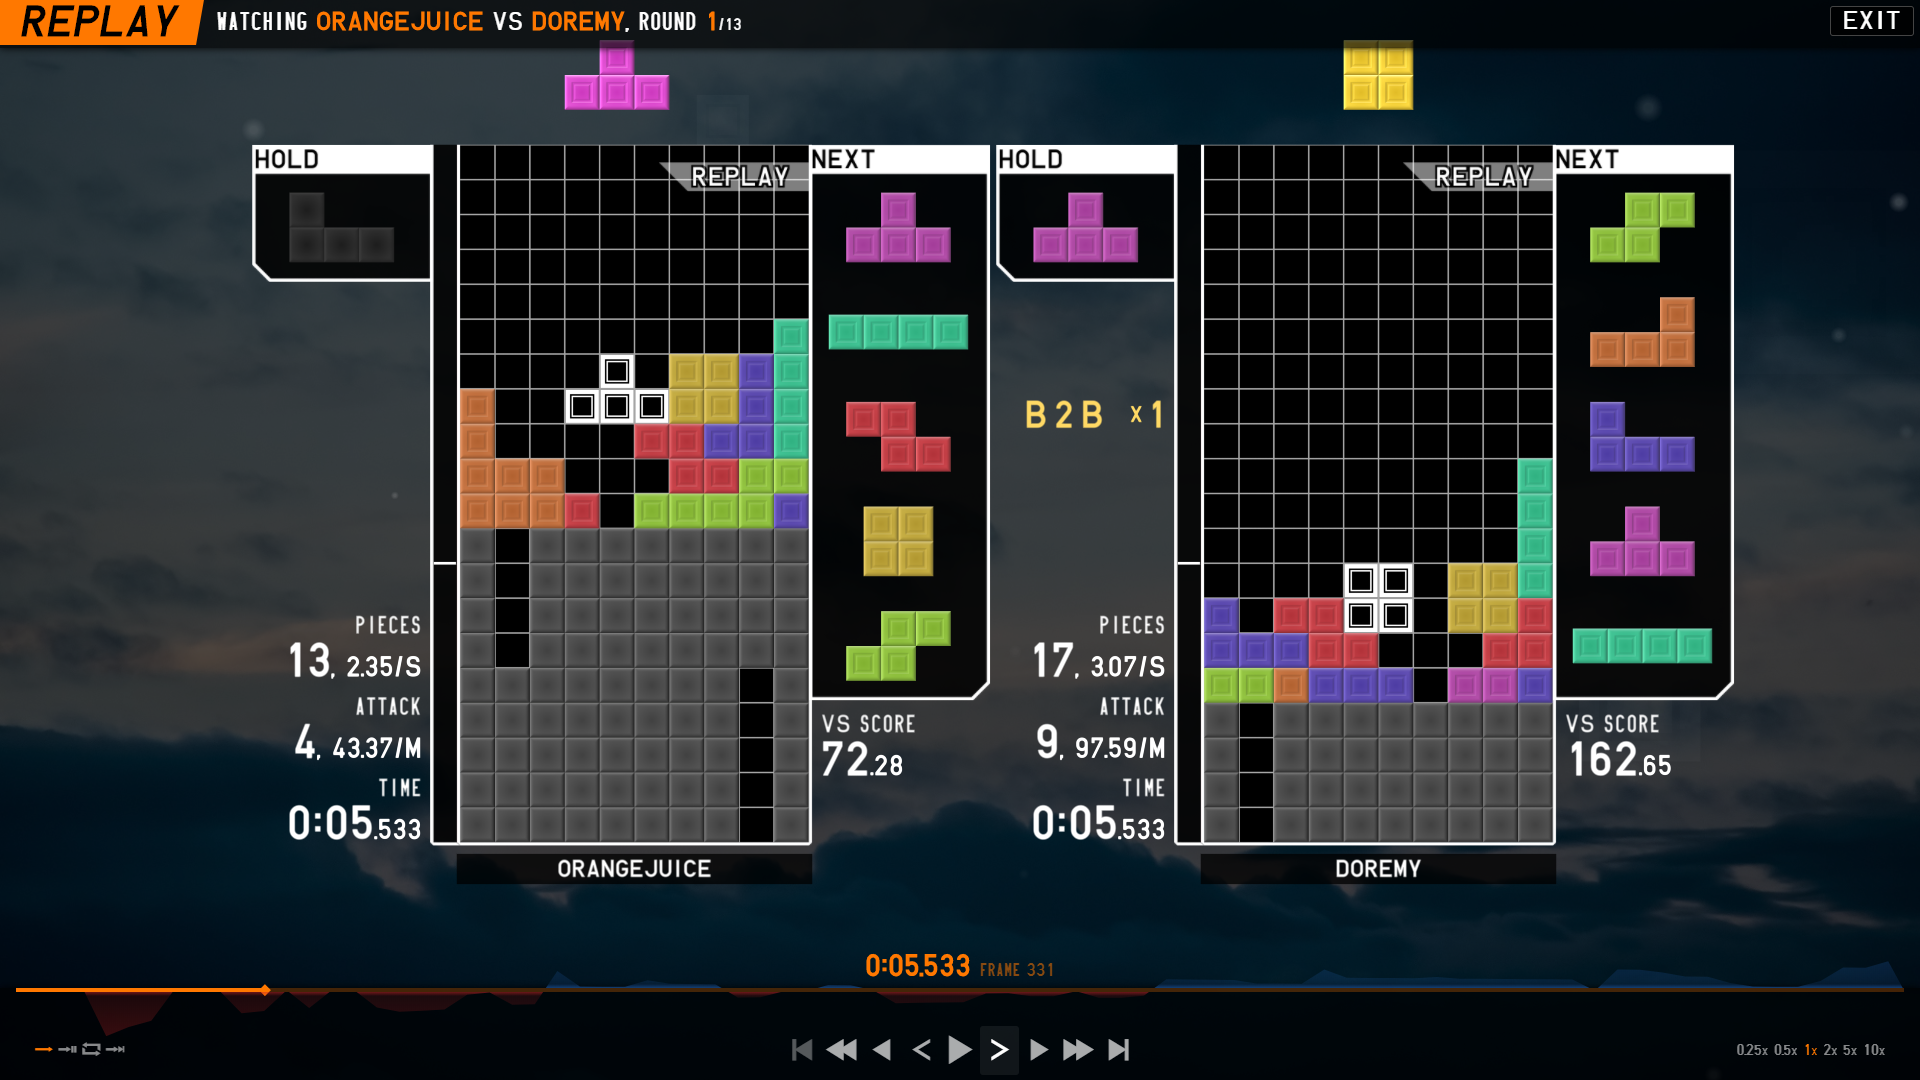 REPLAY
WATCHING ORANGEJUICE VS DOREMY, ROUND 1/13
EXIT
HOLD
REPLAY
NEXT
PIECES
13, 2.35/S
ATTACK
4, 43.37/M
TIME
0:05.533
VS SCORE
72.28
ORANGEJUICE
HOLD
REPLAY
NEXT
B2B x1
PIECES
17, 3.07/S
ATTACK
9, 97.59/M
TIME
0:05.533
VS SCORE
162.65
DOREMY
0:05.533 FRAME 331
0.25x 0.5x 1x 2x 5x 10x